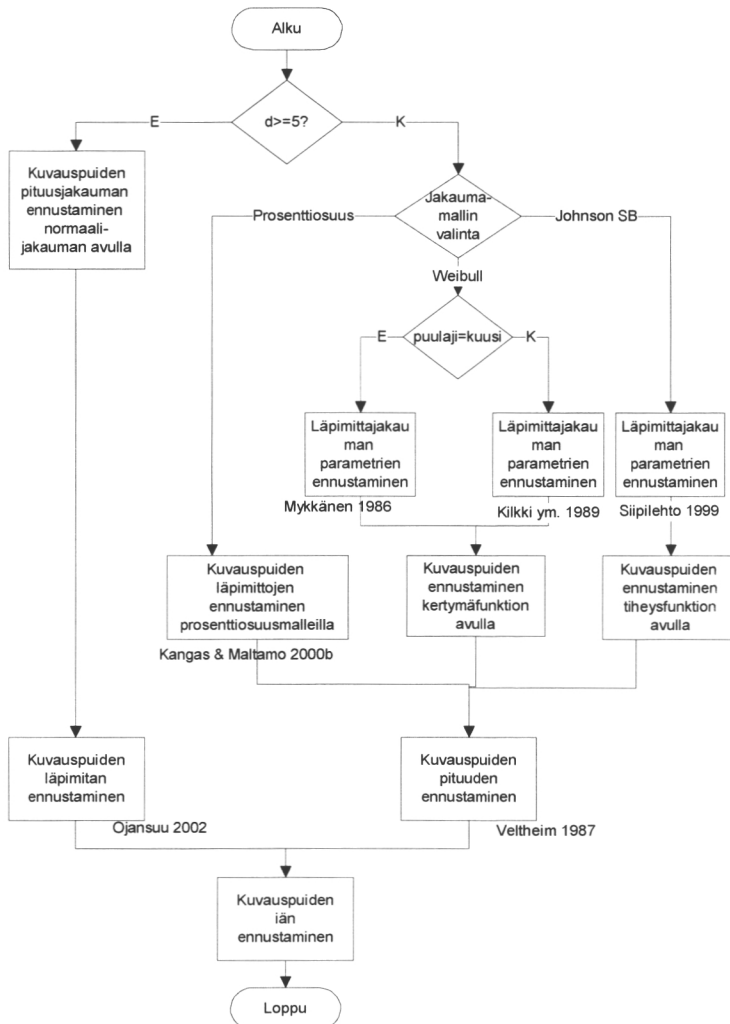 Alku
d>=5?
E
K
Kuvauspuiden
pituusjakauman
ennustaminen
normaali-
jakauman avulla
Jakauma-
mallin
valinta
Prosenttiosuus
Johnson SB
Weibull
puulaji=kuusi
E
K
Läpimittajakau
man
parametrien
ennustaminen
Mykkänen 1986
Läpimittajakau
man
parametrien
ennustaminen
Kilkki ym. 1989
Läpimittajakau
man
parametrien
ennustaminen
Siipilehto 1999
Kuvauspuiden
läpimittojen
ennustaminen
prosenttiosuusmalleilla
Kangas & Maltamo 2000b
Kuvauspuiden
ennustaminen
kertymäfunktion
avulla
Kuvauspuiden
ennustaminen
tiheysfunktion
avulla
Kuvauspuiden
läpimitan
ennustaminen
Ojansuu 2002
Kuvauspuiden
pituuden
ennustaminen
Veltheim 1987
Kuvauspuiden
iän
ennustaminen
Loppu